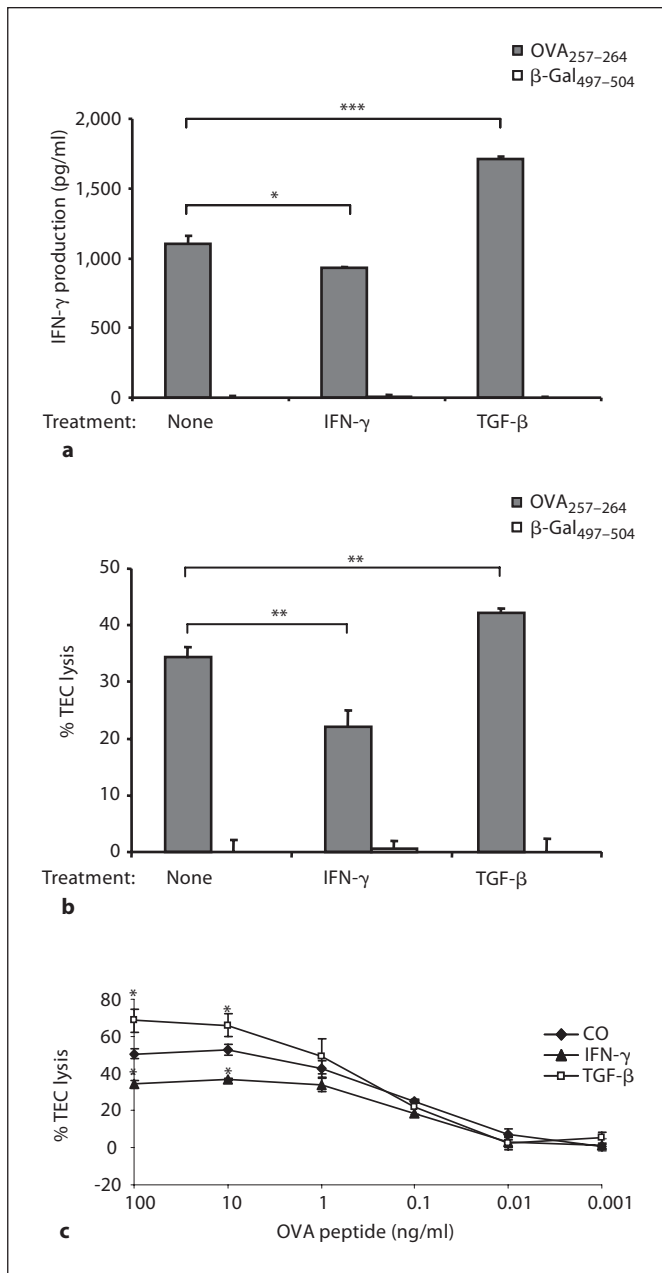 OVA257–264
β-Gal497–504
2,000
1,500
1,000
500
0
IFN-γ production (pg/ml)
***
*
Treatment: None IFN-γ TGF-β
a
OVA257–264
β-Gal497–504
50
40
30
20
10
0
% TEC lysis
**
**
Treatment: None IFN-γ TGF-β
b
80
60
40
20
0
-20
% TEC lysis
* *
* *
CO
IFN-γ
TGF-β
100 10 1 0.1 0.01 0.001
OVA peptide (ng/ml)
c